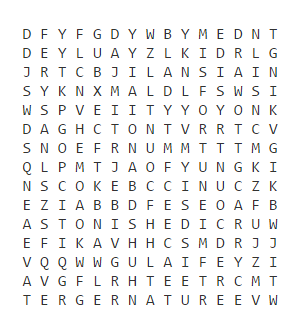 D F Y F G D Y W B Y M E D N T
D E Y L U A Y Z L K I D R L G
J R T C B J I L A N S I A I N
S Y K N X M A L D L F S W S I
W S P V E I I T Y Y O Y O N K
D A G H C T O N T V R R T C V
S N O E F R N U M M T T T M G
Q L P M T J A O F Y U N G K I
N S C O K E B C C I N U C Z K
E Z I A B B D F E S E O A F B
A S T O N I S H E D I C R U W
E F I K A V H H C S M D R J J
V Q Q W W G U L A I F E Y Z I
A V G F L R H T E E T R C M T
T E R G E R N A T U R E E V W